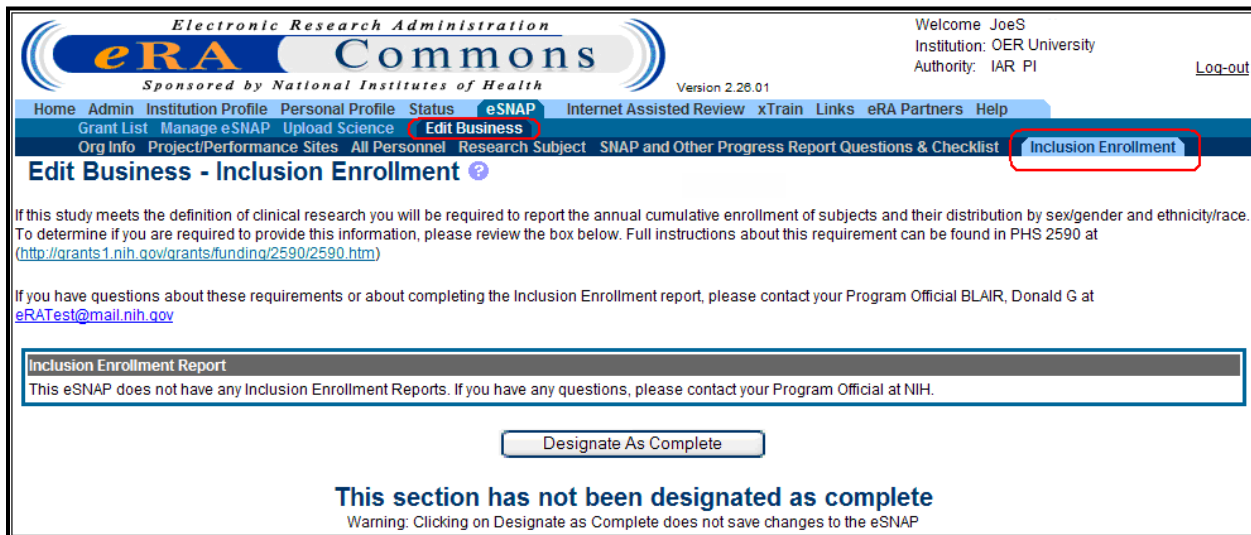 Electronic Research Administration
eRA Commons
Sponsored by National Institutes of Health
Version 2.26.01
Welcome JoeS
Institution: OER University
Authority: IAR PI
Log-out
Home Admin Institution Profile Personal Profile Status eSNAP Internet Assisted Review xTrain Links eRA Partners Help
Grant List Manage eSNAP Upload Science Edit Business
Org Info Project/Performance Sites All Personnel Research Subject SNAP and Other Progress Report Questions & Checklist Inclusion Enrollment
Edit Business - Inclusion Enrollment ?
If this study meets the definition of clinical research you will be required to report the annual cumulative enrollment of subjects and their distribution by sex/gender and ethnicity/race.
To determine if you are required to provide this information, please review the box below. Full instructions about this requirement can be found in PHS 2590 at
(http://grants1.nih.gov/grants/funding/2590/2590.htm)
If you have questions about these requirements or about completing the Inclusion Enrollment report, please contact your Program Official BLAIR, Donald G at
eRATest@mail.nih.gov
Inclusion Enrollment Report
This eSNAP does not have any Inclusion Enrollment Reports. If you have any questions, please contact your Program Official at NIH.
Designate As Complete
This section has not been designated as complete
Warning: Clicking on Designate as Complete does not save changes to the eSNAP